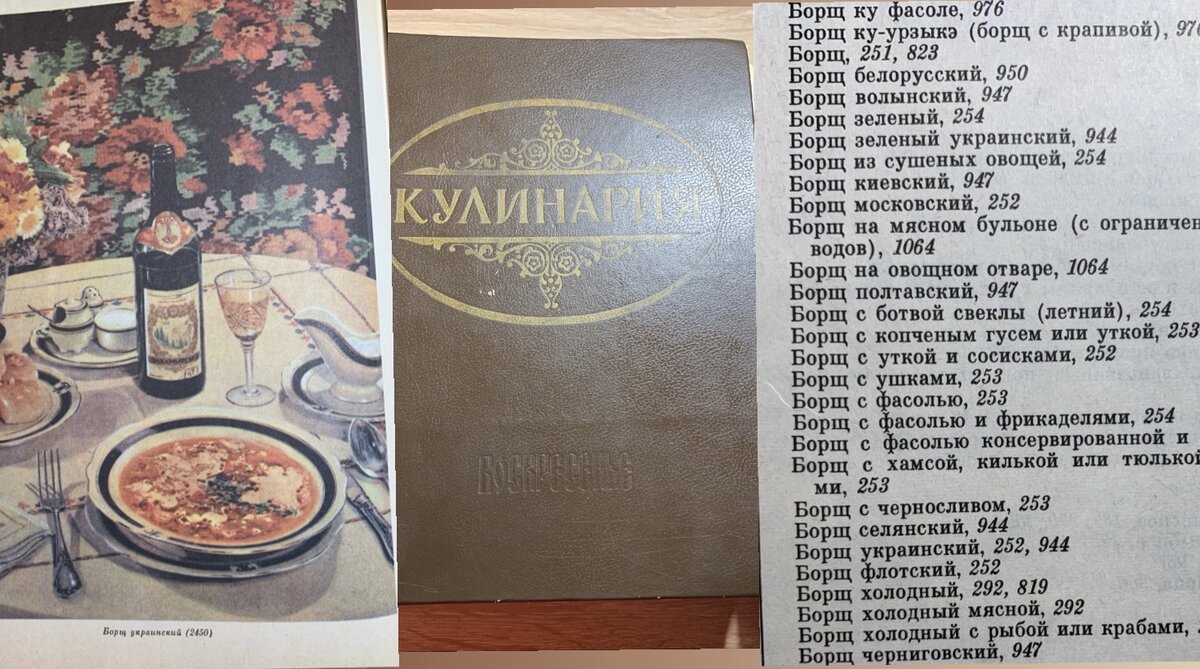 Борщ украинский (2450)
КУЛИНАРИЯ
ВОСКРЕСЕНЬЕ
Борщ ку фасоле, 976
Борщ ку-урзыкэ (борщ с крапивой), 976
Борщ, 251, 823
Борщ белорусский, 950
Борщ волынский, 947
Борщ зеленый, 254
Борщ зеленый украинский, 944
Борщ из сушеных овощей, 254
Борщ киевский, 947
Борщ московский, 252
Борщ на мясном бульоне (с ограничен
водов), 1064
Борщ на овощном отваре, 1064
Борщ полтавский, 947
Борщ с ботвой свеклы (летний), 254
Борщ с копченым гусем или уткой, 253
Борщ с уткой и сосисками, 252
Борщ с ушками, 253
Борщ с фасолью, 253
Борщ с фасолью и фрикаделями, 254
Борщ с фасолью консервированной и
Борщ с хамсой, килькой или тюлькой
ми, 253
Борщ с черносливом, 253
Борщ селянский, 944
Борщ украинский, 252, 944
Борщ флотский, 252
Борщ холодный, 292, 819
Борщ холодный мясной, 292
Борщ холодный с рыбой или крабами,
Борщ черниговский, 947